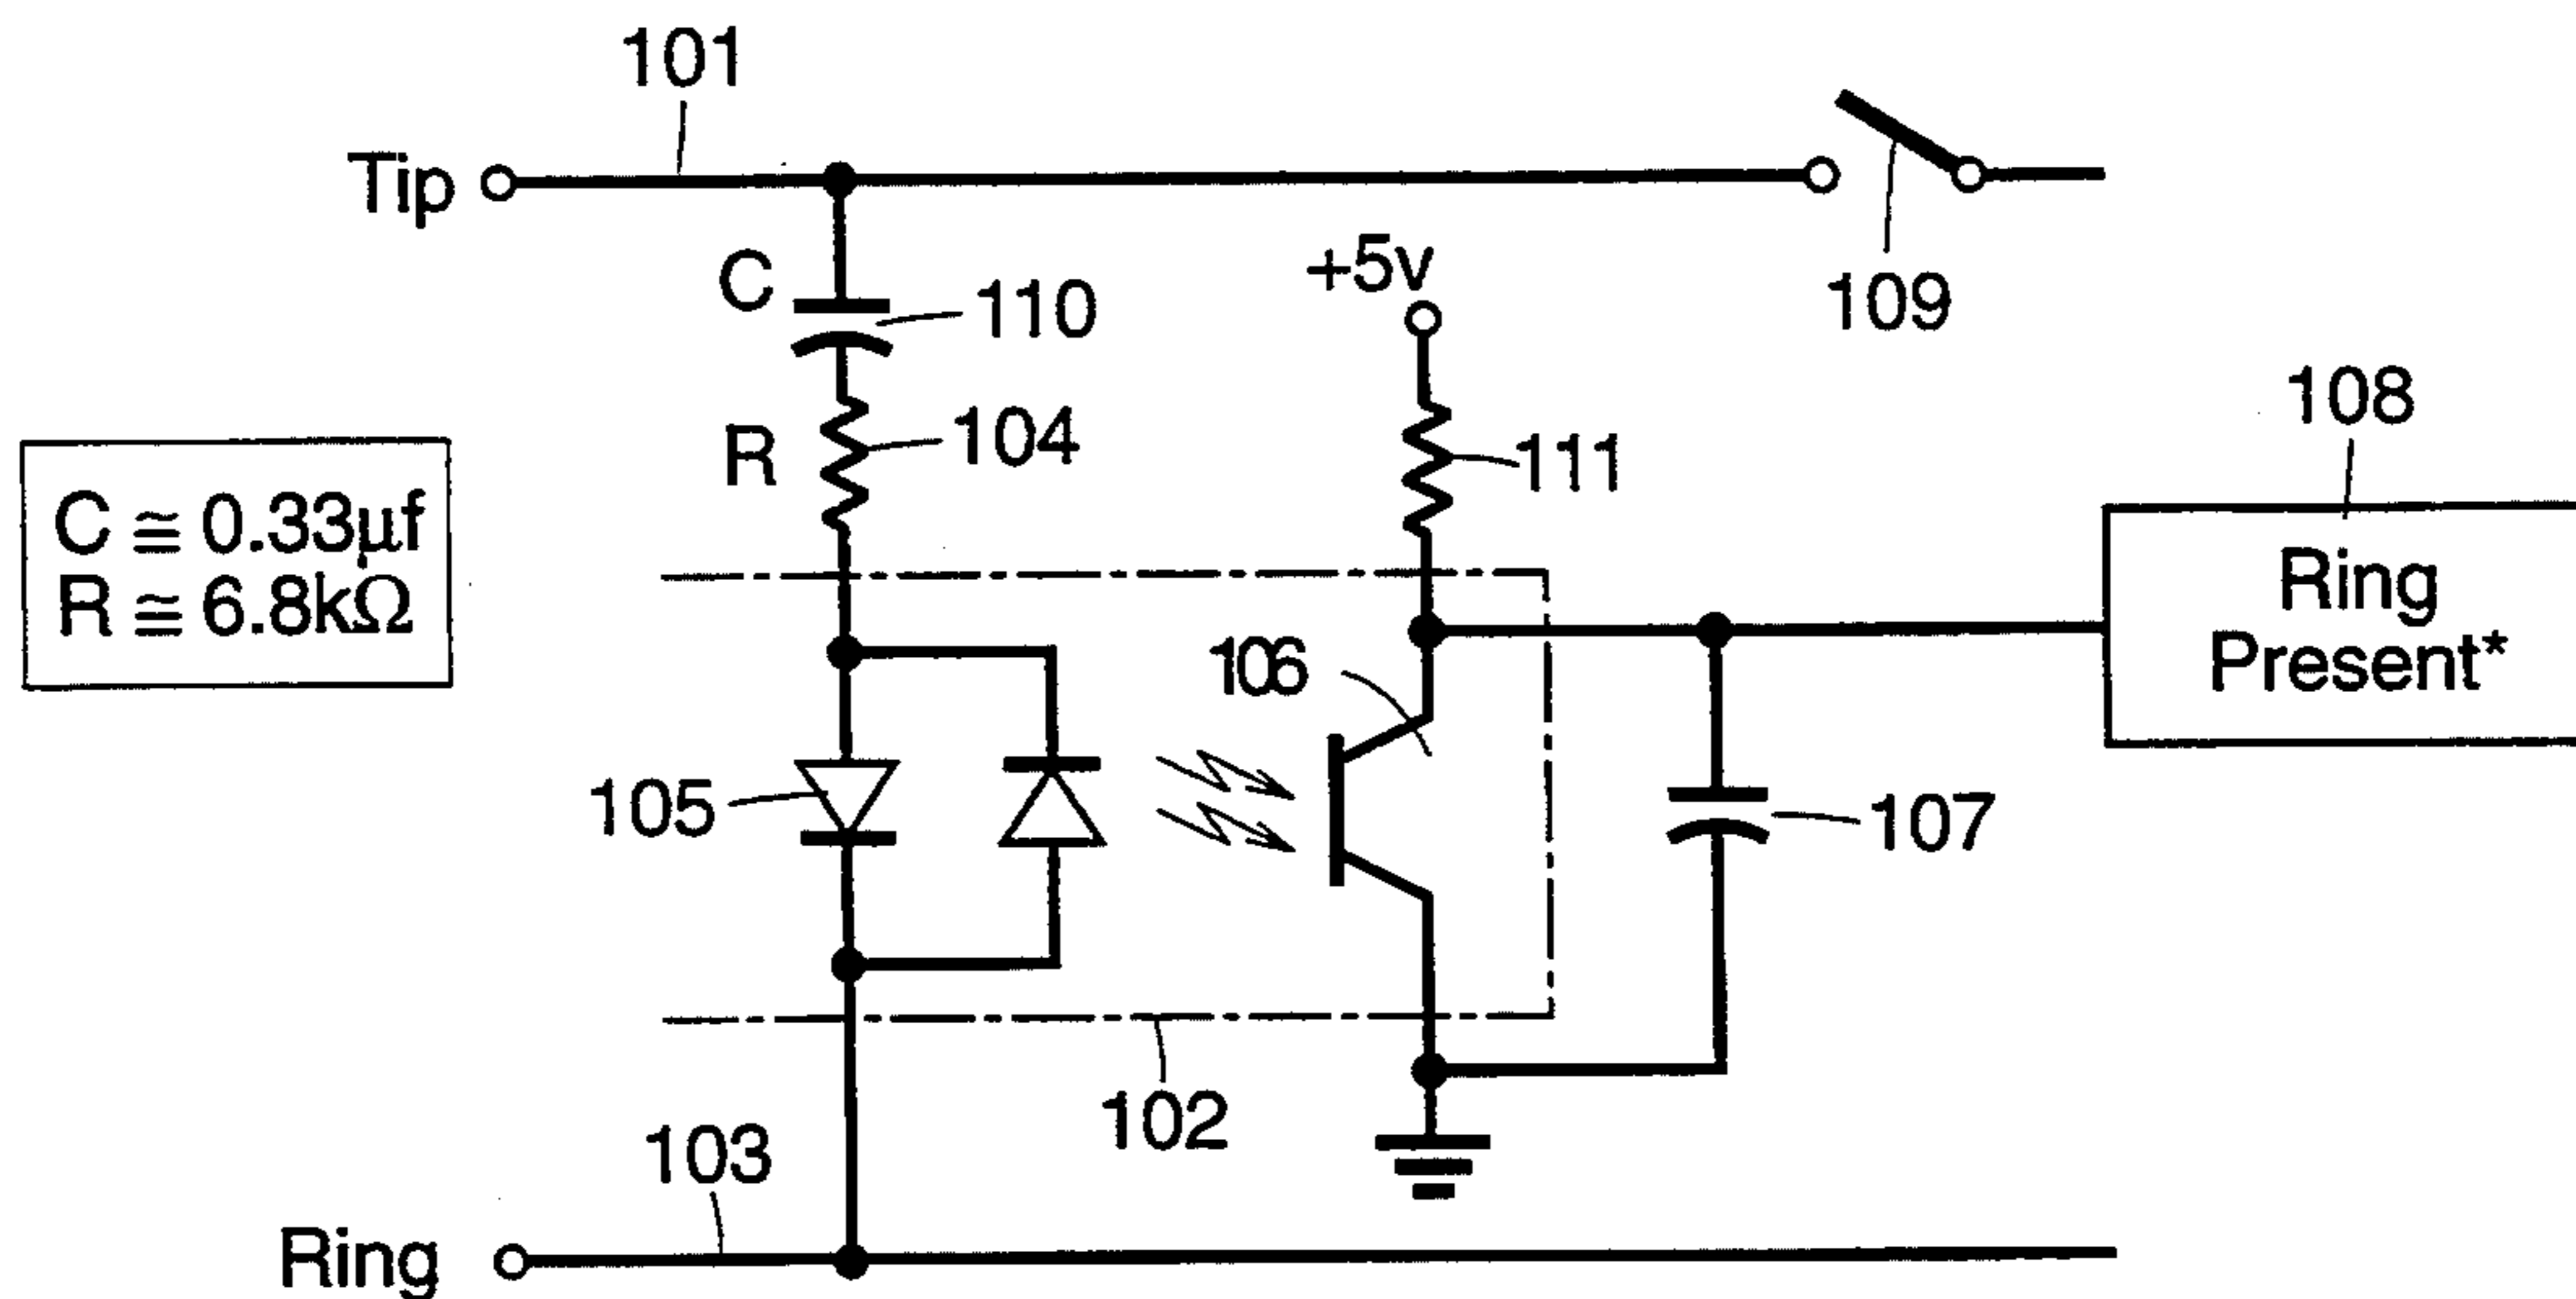 101
Tip
C
110
+5v
109
R
104
111
108
C ≅ 0.33μf
R ≅ 6.8kΩ
Ring
Present*
106
105
107
102
103
Ring